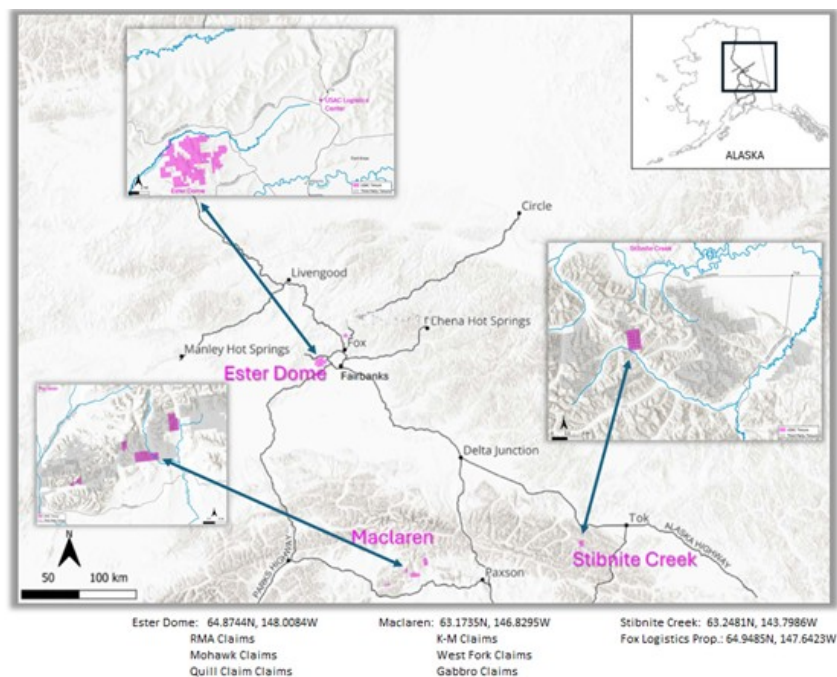 USAC Logistics
Center
Ester Dome
ALASKA
Circle
Livengood
Stibnite Creek
Tok
Chena Hot Springs
Manley Hot Springs
Fox
Ester Dome
Fairbanks
Delta Junction
Tok
ALASKA HIGHWAY
Maclaren
Stibnite Creek
N
PARKS HIGHWAY
Paxson
50 100 km
Ester Dome: 64.8744N, 148.0084W
RMA Claims
Mohawk Claims
Quill Claim Claims
Maclaren: 63.1735N, 146.8295W
K-M Claims
West Fork Claims
Gabbro Claims
Stibnite Creek: 63.2481N, 143.7986W
Fox Logistics Prop.: 64.9485N, 147.6423W